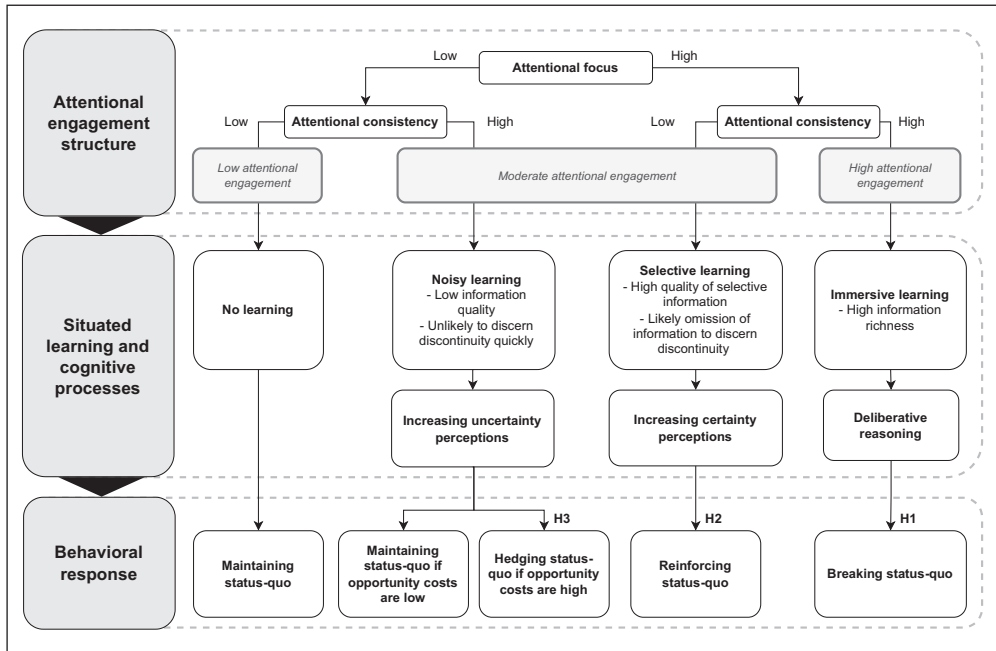 Attentional
engagement
structure
Low
Attentional focus
High
Low
Attentional consistency
High
Low
Attentional consistency
High
Low attentional
engagement
Moderate attentional engagement
High attentional
engagement
Situated
learning and
cognitive
processes
No learning
Noisy learning
- Low information
quality
- Unlikely to discern
discontinuity quickly
Selective learning
- High quality of selective
information
- Likely omission of
information to discern
discontinuity
Immersive learning
- High information
richness
Increasing uncertainty
perceptions
Increasing certainty
perceptions
Deliberative
reasoning
Behavioral
response
H3
H2
H1
Maintaining
status-quo
Maintaining
status-quo if
opportunity costs
are low
Hedging status-
quo if opportunity
costs are high
Reinforcing
status-quo
Breaking status-quo